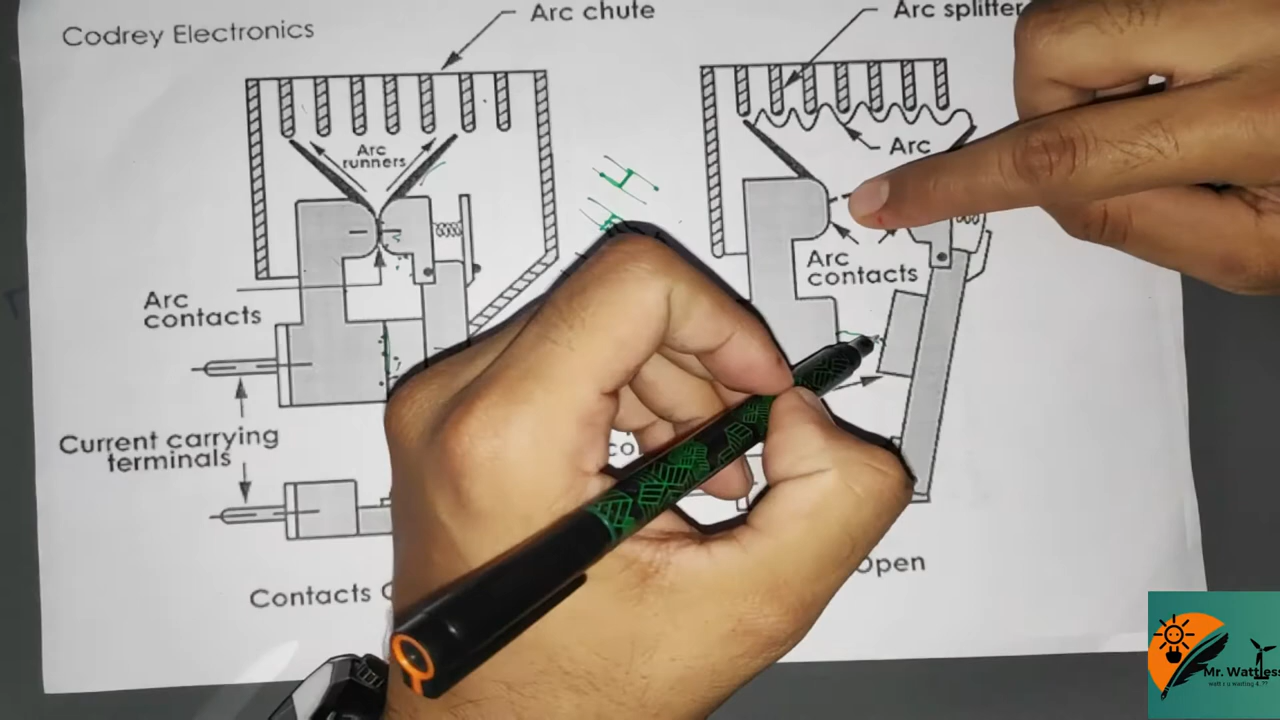 Codrey Electronics
Arc chute
Arc splitter
Arc
runners
Arc
Arc
contacts
Arc
contacts
Current carrying
terminals
Contacts
Open
Mr. Wattless